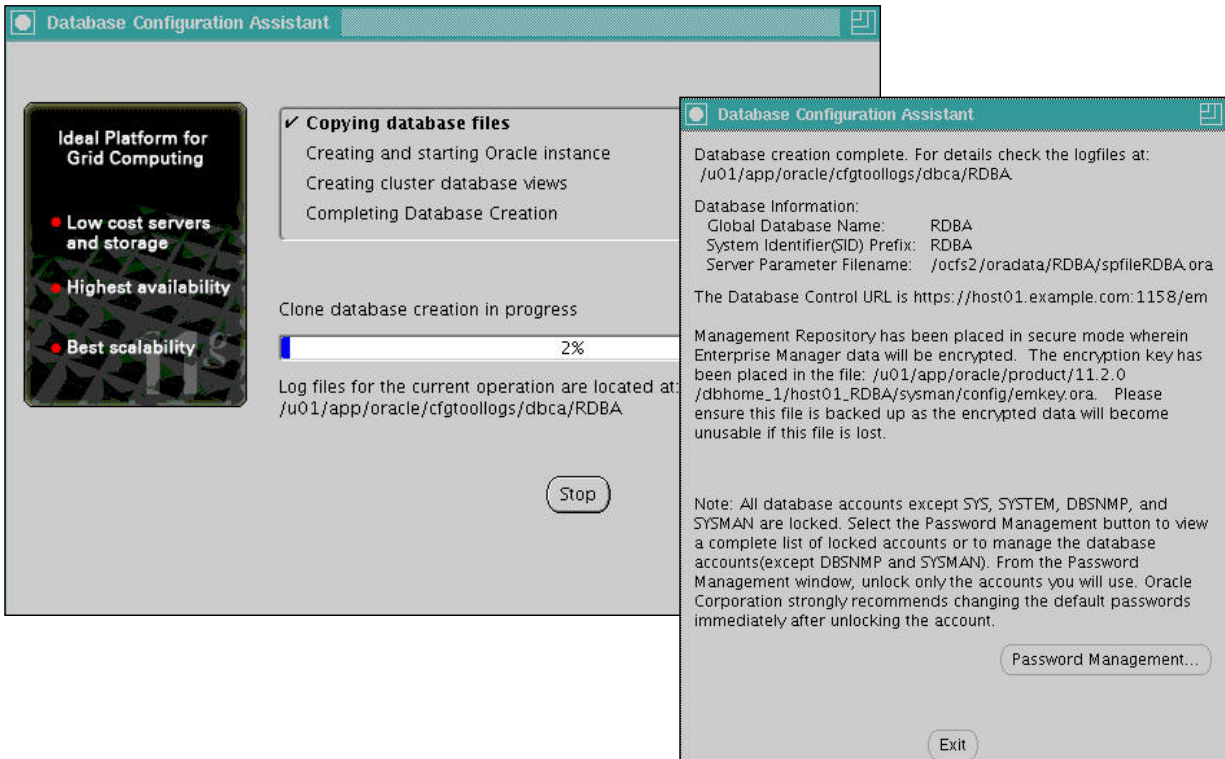 Database Configuration Assistant
Ideal Platform for
Grid Computing
Low cost servers
and storage
Highest availability
Best scalability
Copying database files
Creating and starting Oracle instance
Creating cluster database views
Completing Database Creation
Clone database creation in progress
2%
Log files for the current operation are located at:
/u01/app/oracle/cfgtoollogs/dbca/RDBA
Stop
Database Configuration Assistant
Database creation complete. For details check the logfiles at:
/u01/app/oracle/cfgtoollogs/dbca/RDBA.
Database Information:
Global Database Name: RDBA
System Identifier(SID) Prefix: RDBA
Server Parameter Filename: /ocfs2/oradata/RDBA/spfileRDBA.ora
The Database Control URL is https://host01.example.com:1158/em
Management Repository has been placed in secure mode wherein
Enterprise Manager data will be encrypted. The encryption key has
been placed in the file: /u01/app/oracle/product/11.2.0
/dbhome_1/host01_RDBA/sysman/config/emkey.ora. Please
ensure this file is backed up as the encrypted data will become
unusable if this file is lost.
Note: All database accounts except SYS, SYSTEM, DBSNMP, and
SYSMAN are locked. Select the Password Management button to view
a complete list of locked accounts or to manage the database
accounts(except DBSNMP and SYSMAN). From the Password
Management window, unlock only the accounts you will use. Oracle
Corporation strongly recommends changing the default passwords
immediately after unlocking the account.
Password Management...
Exit